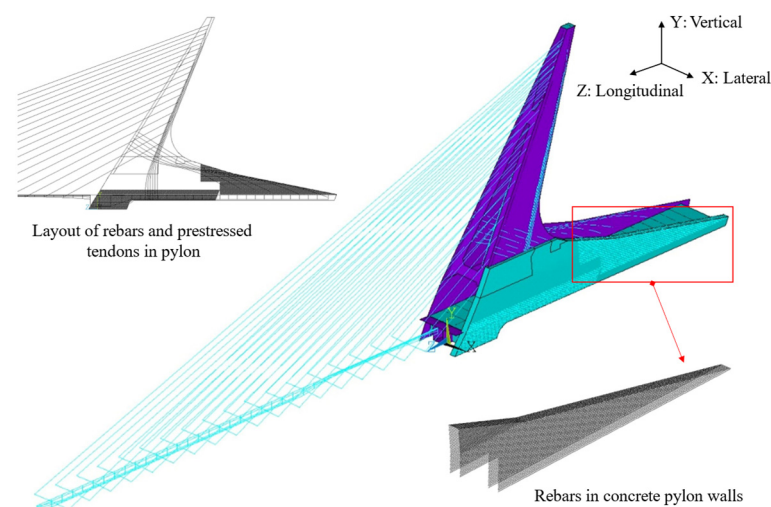 Y: Vertical
X: Lateral
Z: Longitudinal
Layout of rebars and prestressed
tendons in pylon
Y
X
Rebars in concrete pylon walls